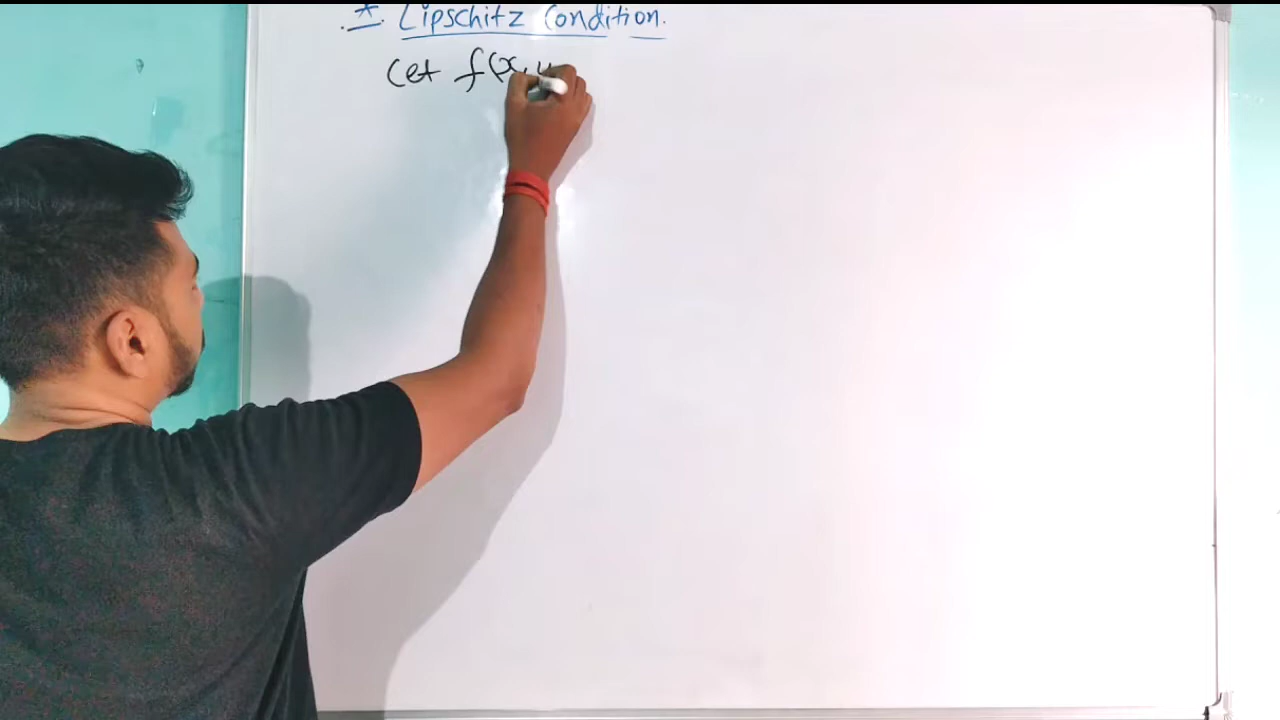 * Lipschitz Condition.
Let f(x, y